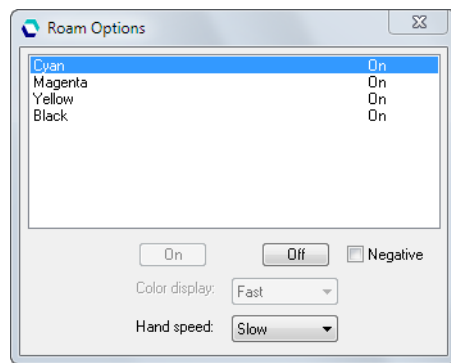 Roam Options
Cyan On
Magenta On
Yellow On
Black On
On Off Negative
Color display: Fast
Hand speed: Slow